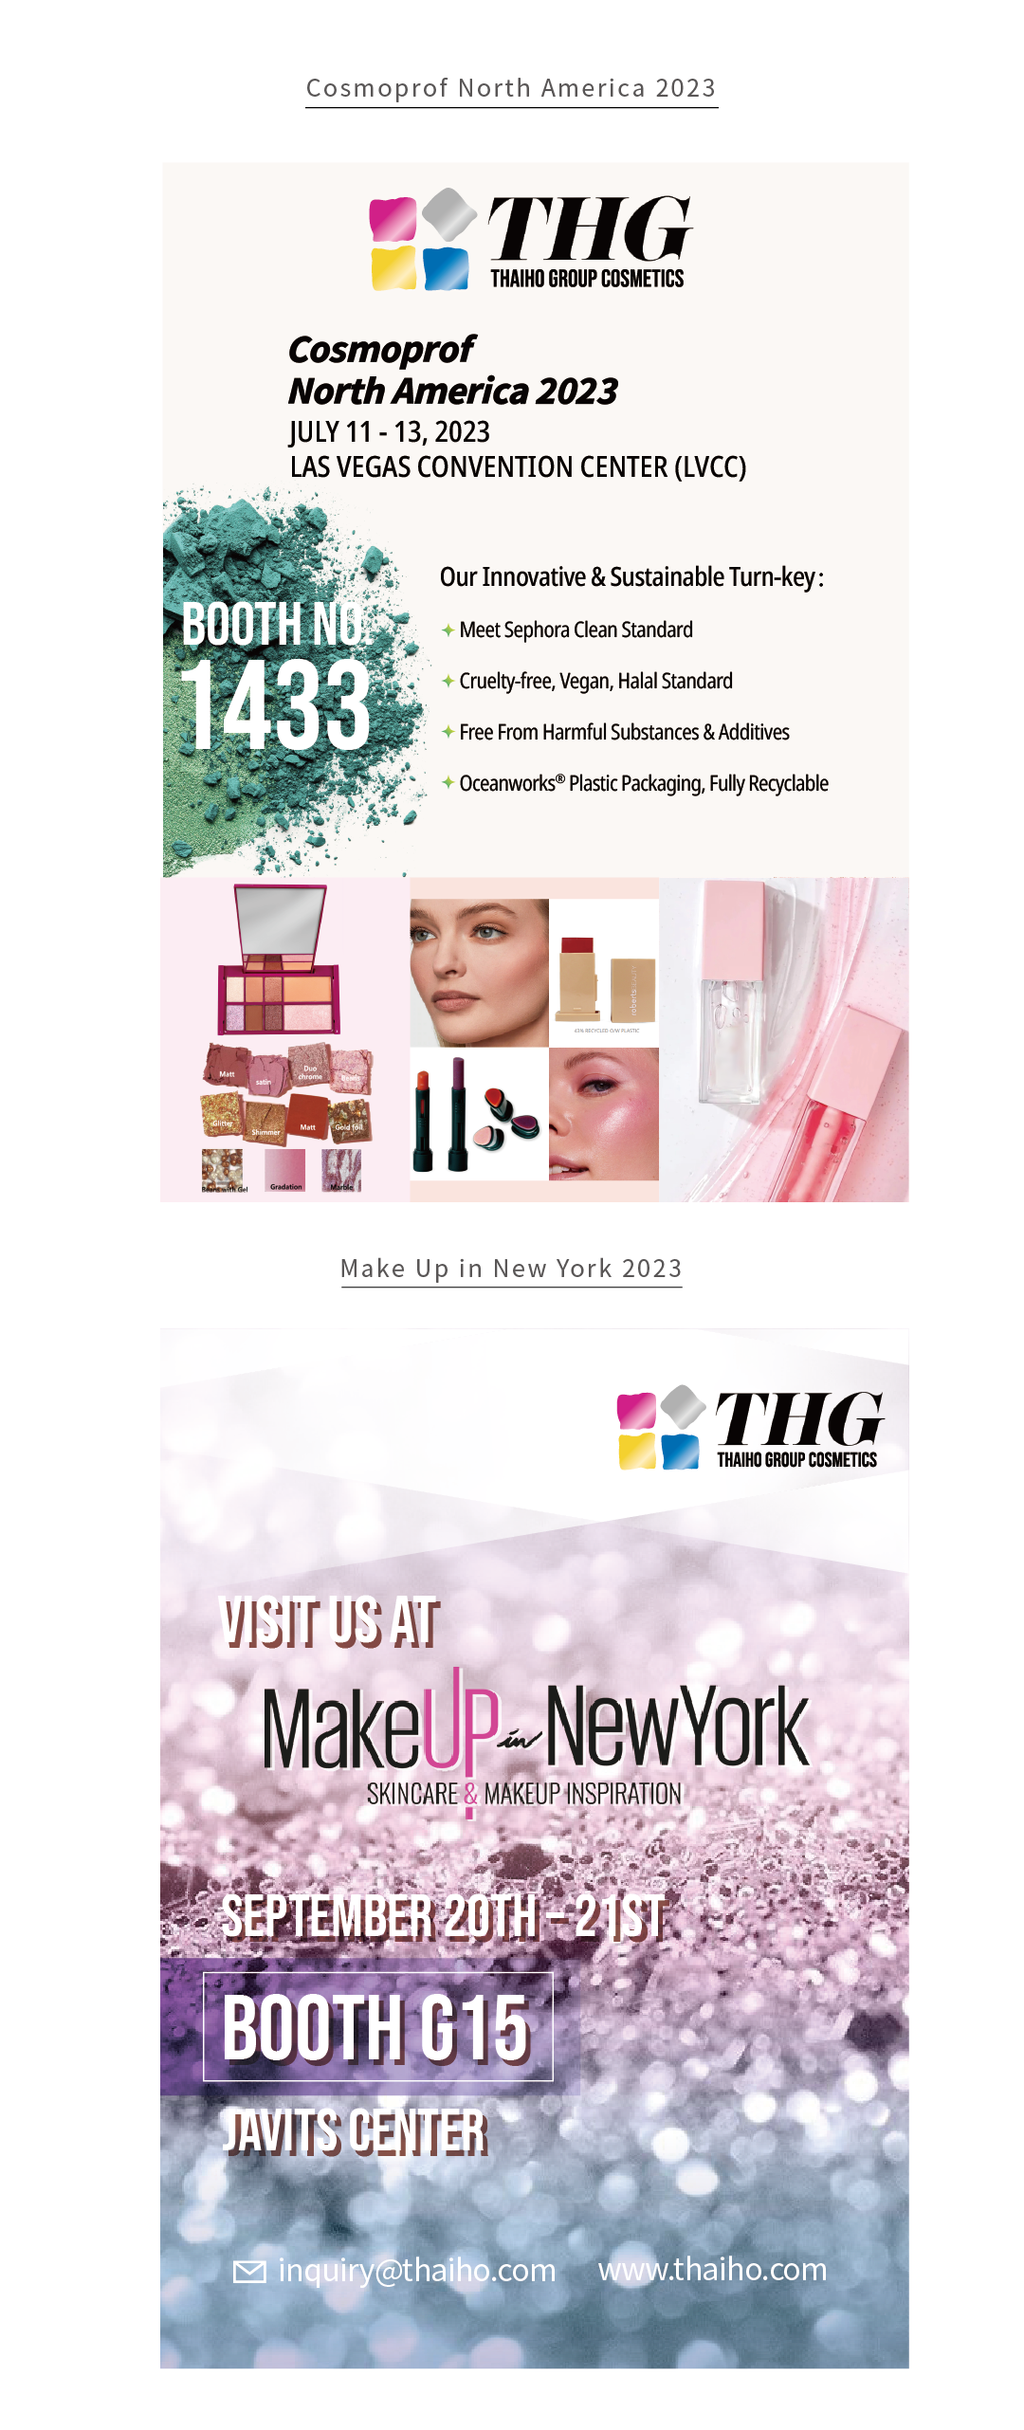 Cosmoprof North America 2023
THG
THAIHO GROUP COSMETICS
Cosmoprof
North America 2023
JULY 11 - 13, 2023
LAS VEGAS CONVENTION CENTER (LVCC)
BOOTH NO.
1433
Our Innovative & Sustainable Turn-key :
Meet Sephora Clean Standard
Cruelty-free, Vegan, Halal Standard
Free From Harmful Substances & Additives
Oceanworks® Plastic Packaging, Fully Recyclable
Matt
satin
Duo
chrome
Glitter
Shimmer
Matt
Gold foil
Gradation
Marble
Make Up in New York 2023
THG
THAIHO GROUP COSMETICS
VISIT US AT
MakeUP in NewYork
SKINCARE & MAKEUP INSPIRATION
SEPTEMBER 20TH – 21ST
BOOTH G15
JAVITS CENTER
inquiry@thaiho.com www.thaiho.com